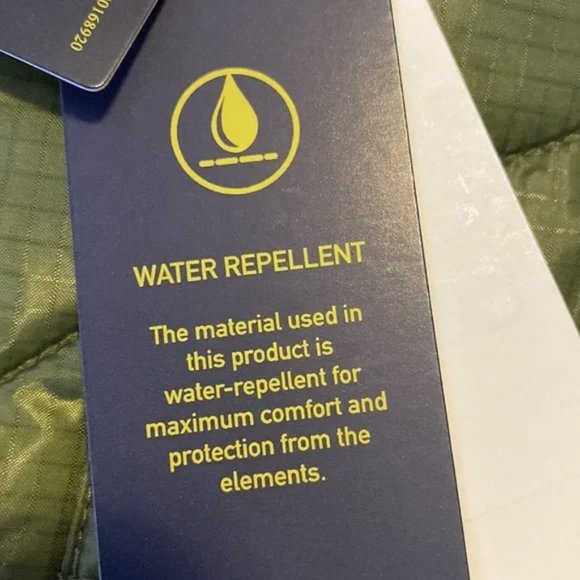 0168920
WATER REPELLENT
The material used in
this product is
water-repellent for
maximum comfort and
protection from the
elements.